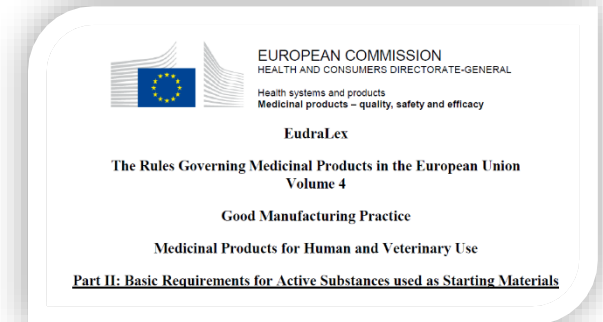 EUROPEAN COMMISSION
HEALTH AND CONSUMERS DIRECTORATE-GENERAL
Health systems and products
Medicinal products – quality, safety and efficacy
EudraLex
The Rules Governing Medicinal Products in the European Union
Volume 4
Good Manufacturing Practice
Medicinal Products for Human and Veterinary Use
Part II: Basic Requirements for Active Substances used as Starting Materials